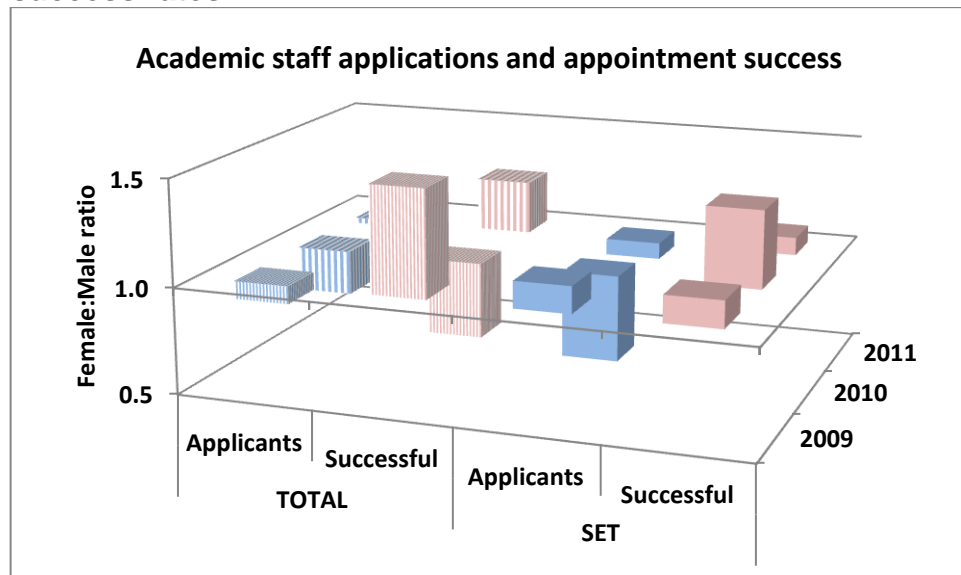 Academic staff applications and appointment success
Female:Male ratio
1.5
1.0
0.5
Applicants
Successful
Applicants
Successful
TOTAL
SET
2009
2010
2011